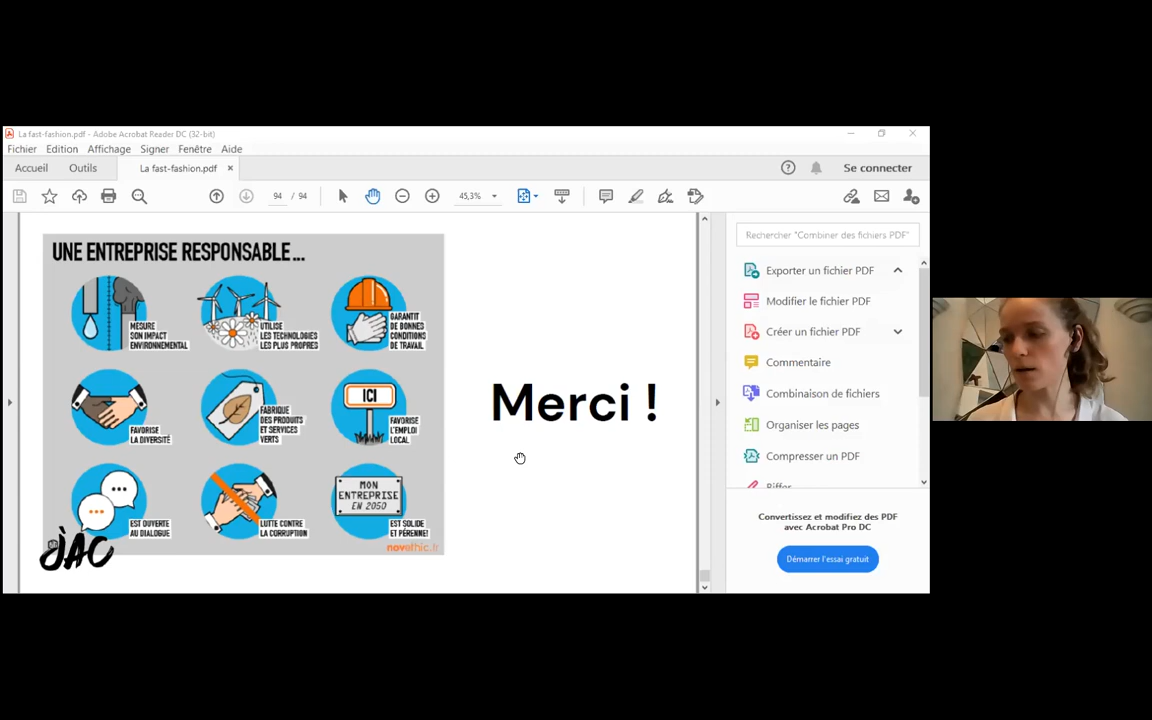 La fast-fashion.pdf - Adobe Acrobat Reader DC (32-bit)
Fichier Edition Affichage Signer Fenêtre Aide
Accueil Outils La fast-fashion.pdf × Se connecter
94 / 94 45,3%
UNE ENTREPRISE RESPONSABLE...
MESURE
SON IMPACT
ENVIRONNEMENTAL
UTILISE
LES TECHNOLOGIES
LES PLUS PROPRES
GARANTIT
DE BONNES
CONDITIONS
DE TRAVAIL
FAVORISE
LA DIVERSITÉ
FABRIQUE
DES PRODUITS
ET SERVICES
VERTS
ICI
FAVORISE
L'EMPLOI
LOCAL
EST OUVERTE
AU DIALOGUE
LUTTE CONTRE
LA CORRUPTION
MON
ENTREPRISE
EN 2050
EST SOLIDE
ET PÉRENNE!
novethic.fr
JAC
Merci !
Rechercher "Combiner des fichiers PDF"
Exporter un fichier PDF
Modifier le fichier PDF
Créer un fichier PDF
Commentaire
Combinaison de fichiers
Organiser les pages
Compresser un PDF
Convertissez et modifiez des PDF
avec Acrobat Pro DC
Démarrer l'essai gratuit